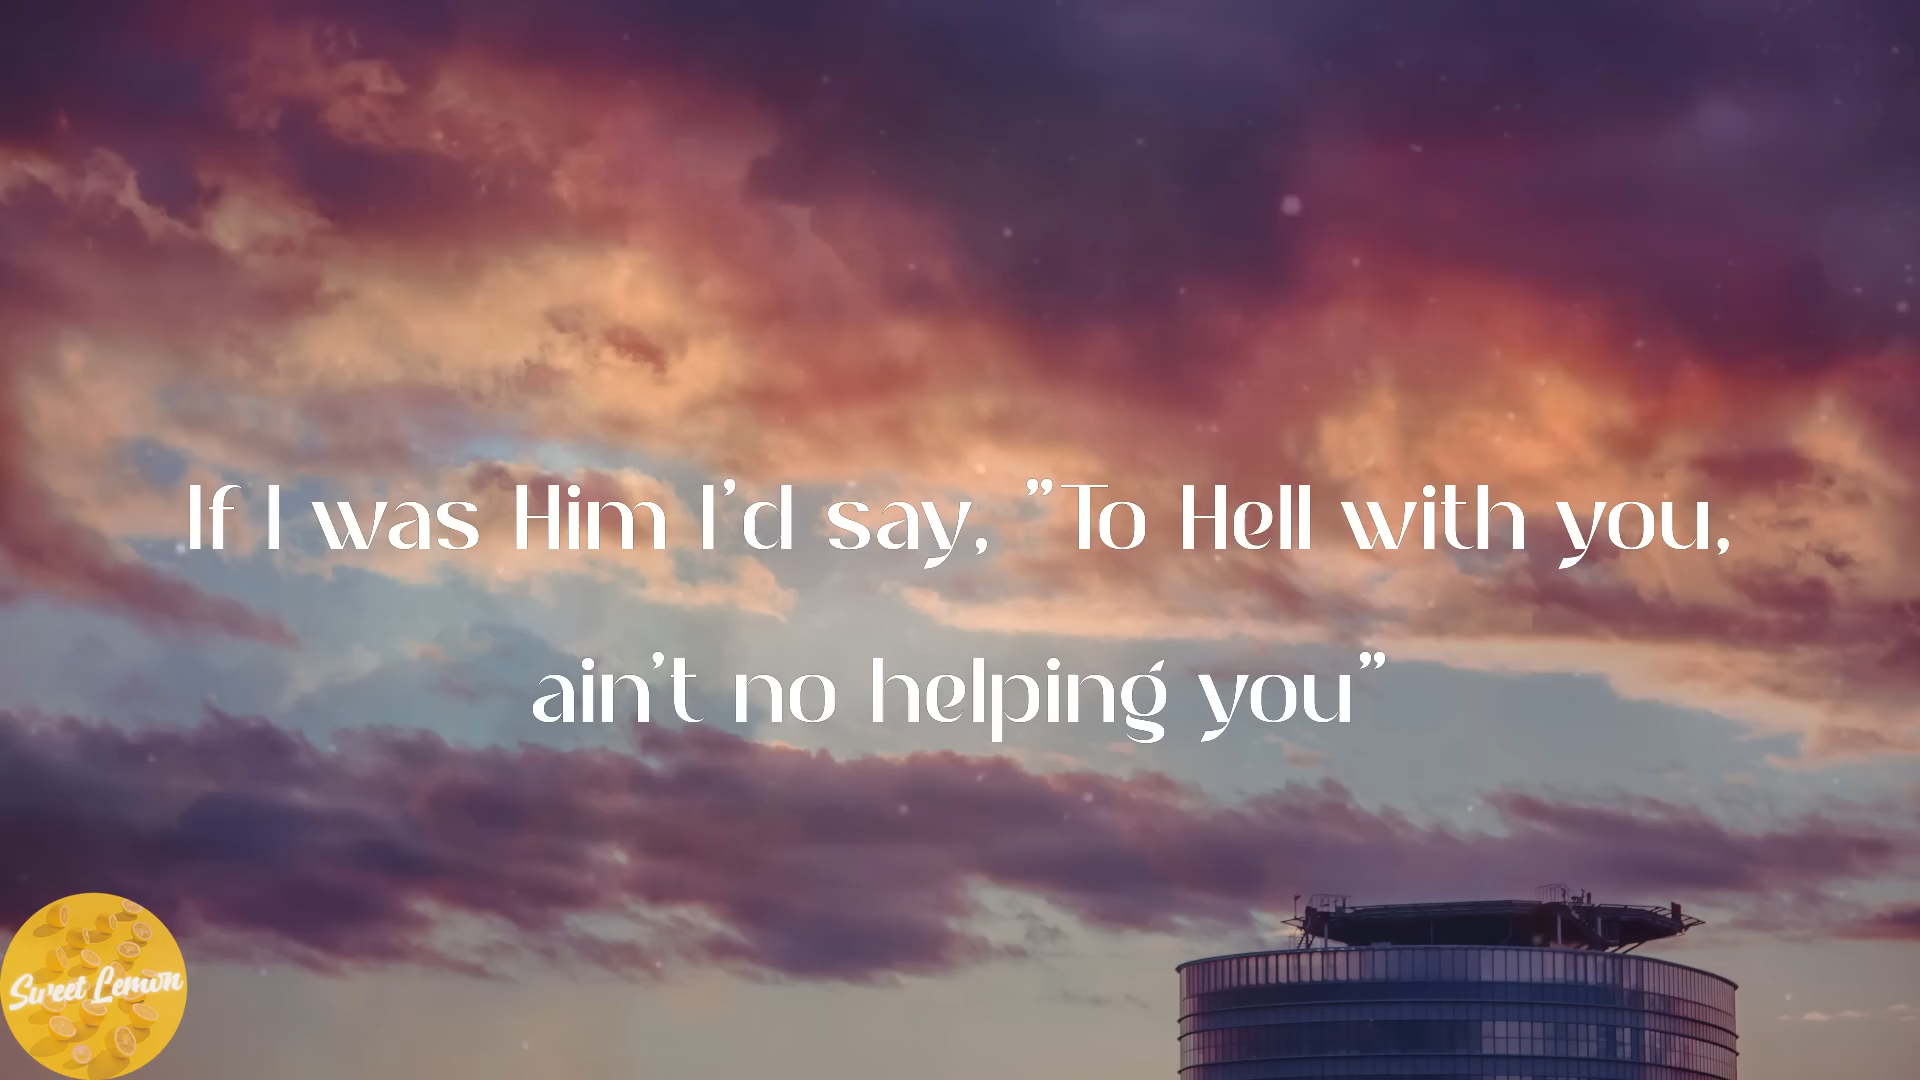 If I was Him I'd say, "To Hell with you,
ain't no helping you"
Sweet Lemon